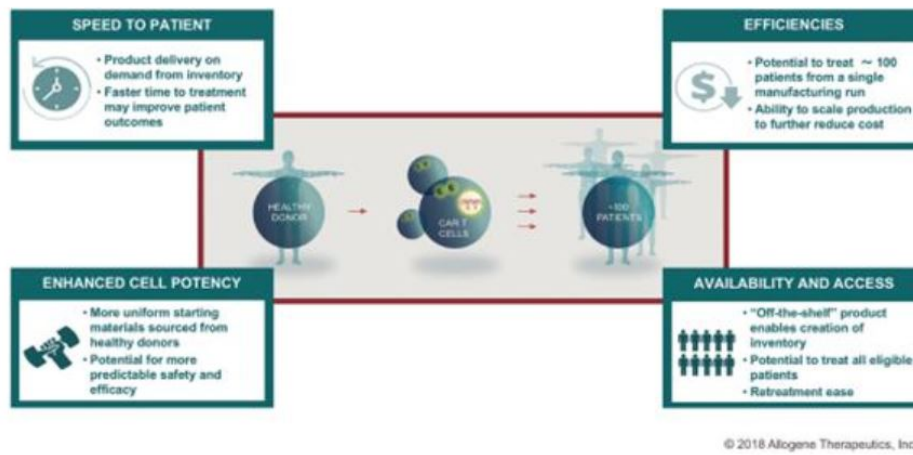 SPEED TO PATIENT
• Product delivery on
demand from inventory
• Faster time to treatment
may improve patient
outcomes
EFFICIENCIES
• Potential to treat ~ 100
patients from a single
manufacturing run
• Ability to scale production
to further reduce cost
HEALTHY
DONOR
CAR T
CELLS
~100
PATIENTS
ENHANCED CELL POTENCY
• More uniform starting
materials sourced from
healthy donors
• Potential for more
predictable safety and
efficacy
AVAILABILITY AND ACCESS
• “Off-the-shelf” product
enables creation of
inventory
• Potential to treat all eligible
patients
• Retreatment ease
© 2018 Allogene Therapeutics, Inc